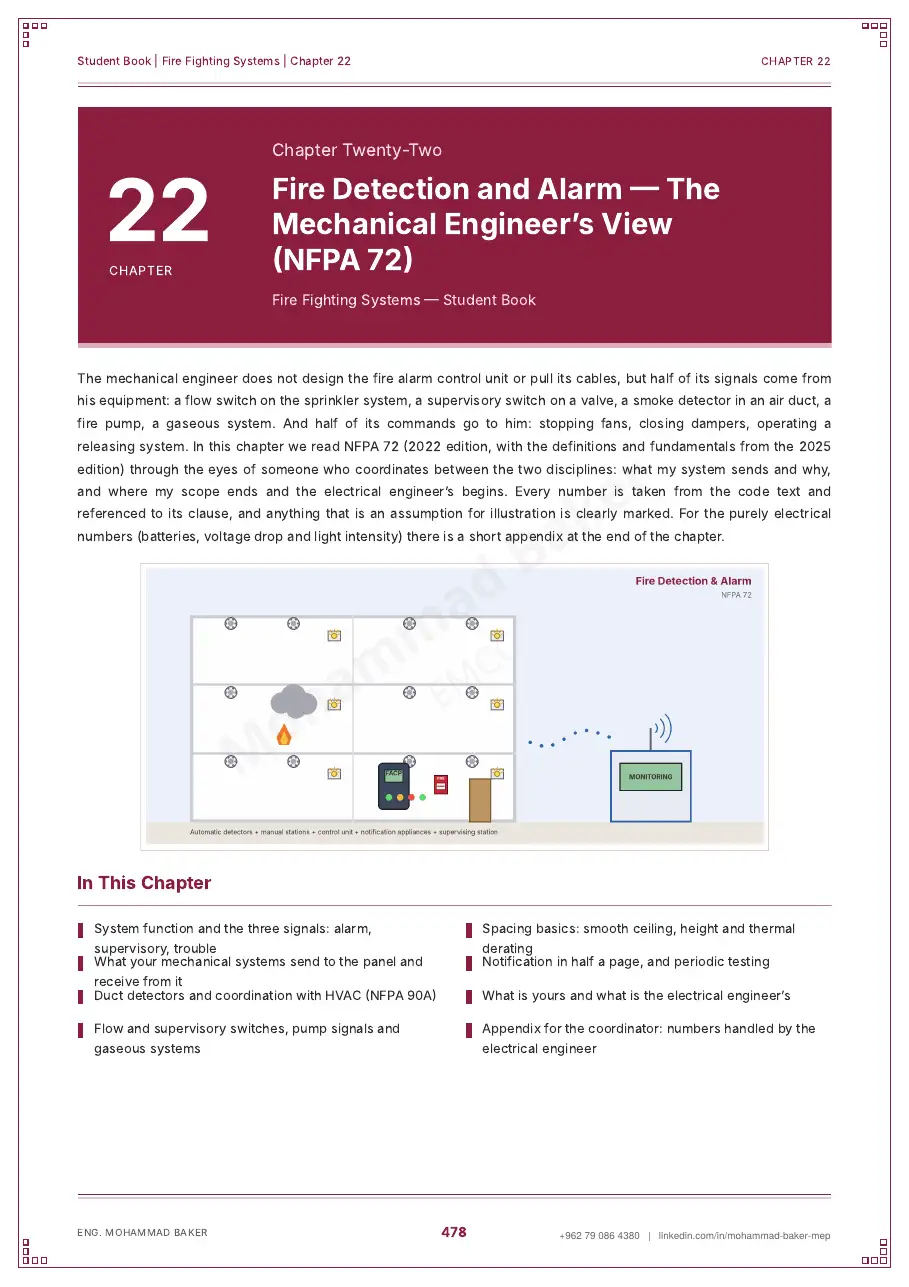 Student Book | Fire Fighting Systems | Chapter 22
CHAPTER 22
22
CHAPTER
Chapter Twenty-Two
Fire Detection and Alarm — The
Mechanical Engineer’s View
(NFPA 72)
Fire Fighting Systems — Student Book
The mechanical engineer does not design the fire alarm control unit or pull its cables, but half of its signals come from
his equipment: a flow switch on the sprinkler system, a supervisory switch on a valve, a smoke detector in an air duct, a
fire pump, a gaseous system. And half of its commands go to him: stopping fans, closing dampers, operating a
releasing system. In this chapter we read NFPA 72 (2022 edition, with the definitions and fundamentals from the 2025
edition) through the eyes of someone who coordinates between the two disciplines: what my system sends and why,
and where my scope ends and the electrical engineer’s begins. Every number is taken from the code text and
referenced to its clause, and anything that is an assumption for illustration is clearly marked. For the purely electrical
numbers (batteries, voltage drop and light intensity) there is a short appendix at the end of the chapter.
Fire Detection & Alarm
NFPA 72
FACP
FIRE
MONITORING
Automatic detectors + manual stations + control unit + notification appliances + supervising station
Mohammad Baker
EMCC
In This Chapter
System function and the three signals: alarm,
supervisory, trouble
What your mechanical systems send to the panel and
receive from it
Duct detectors and coordination with HVAC (NFPA 90A)
Flow and supervisory switches, pump signals and
gaseous systems
Spacing basics: smooth ceiling, height and thermal
derating
Notification in half a page, and periodic testing
What is yours and what is the electrical engineer’s
Appendix for the coordinator: numbers handled by the
electrical engineer
ENG. MOHAMMAD BAKER
478
+962 79 086 4380 | linkedin.com/in/mohammad-baker-mep